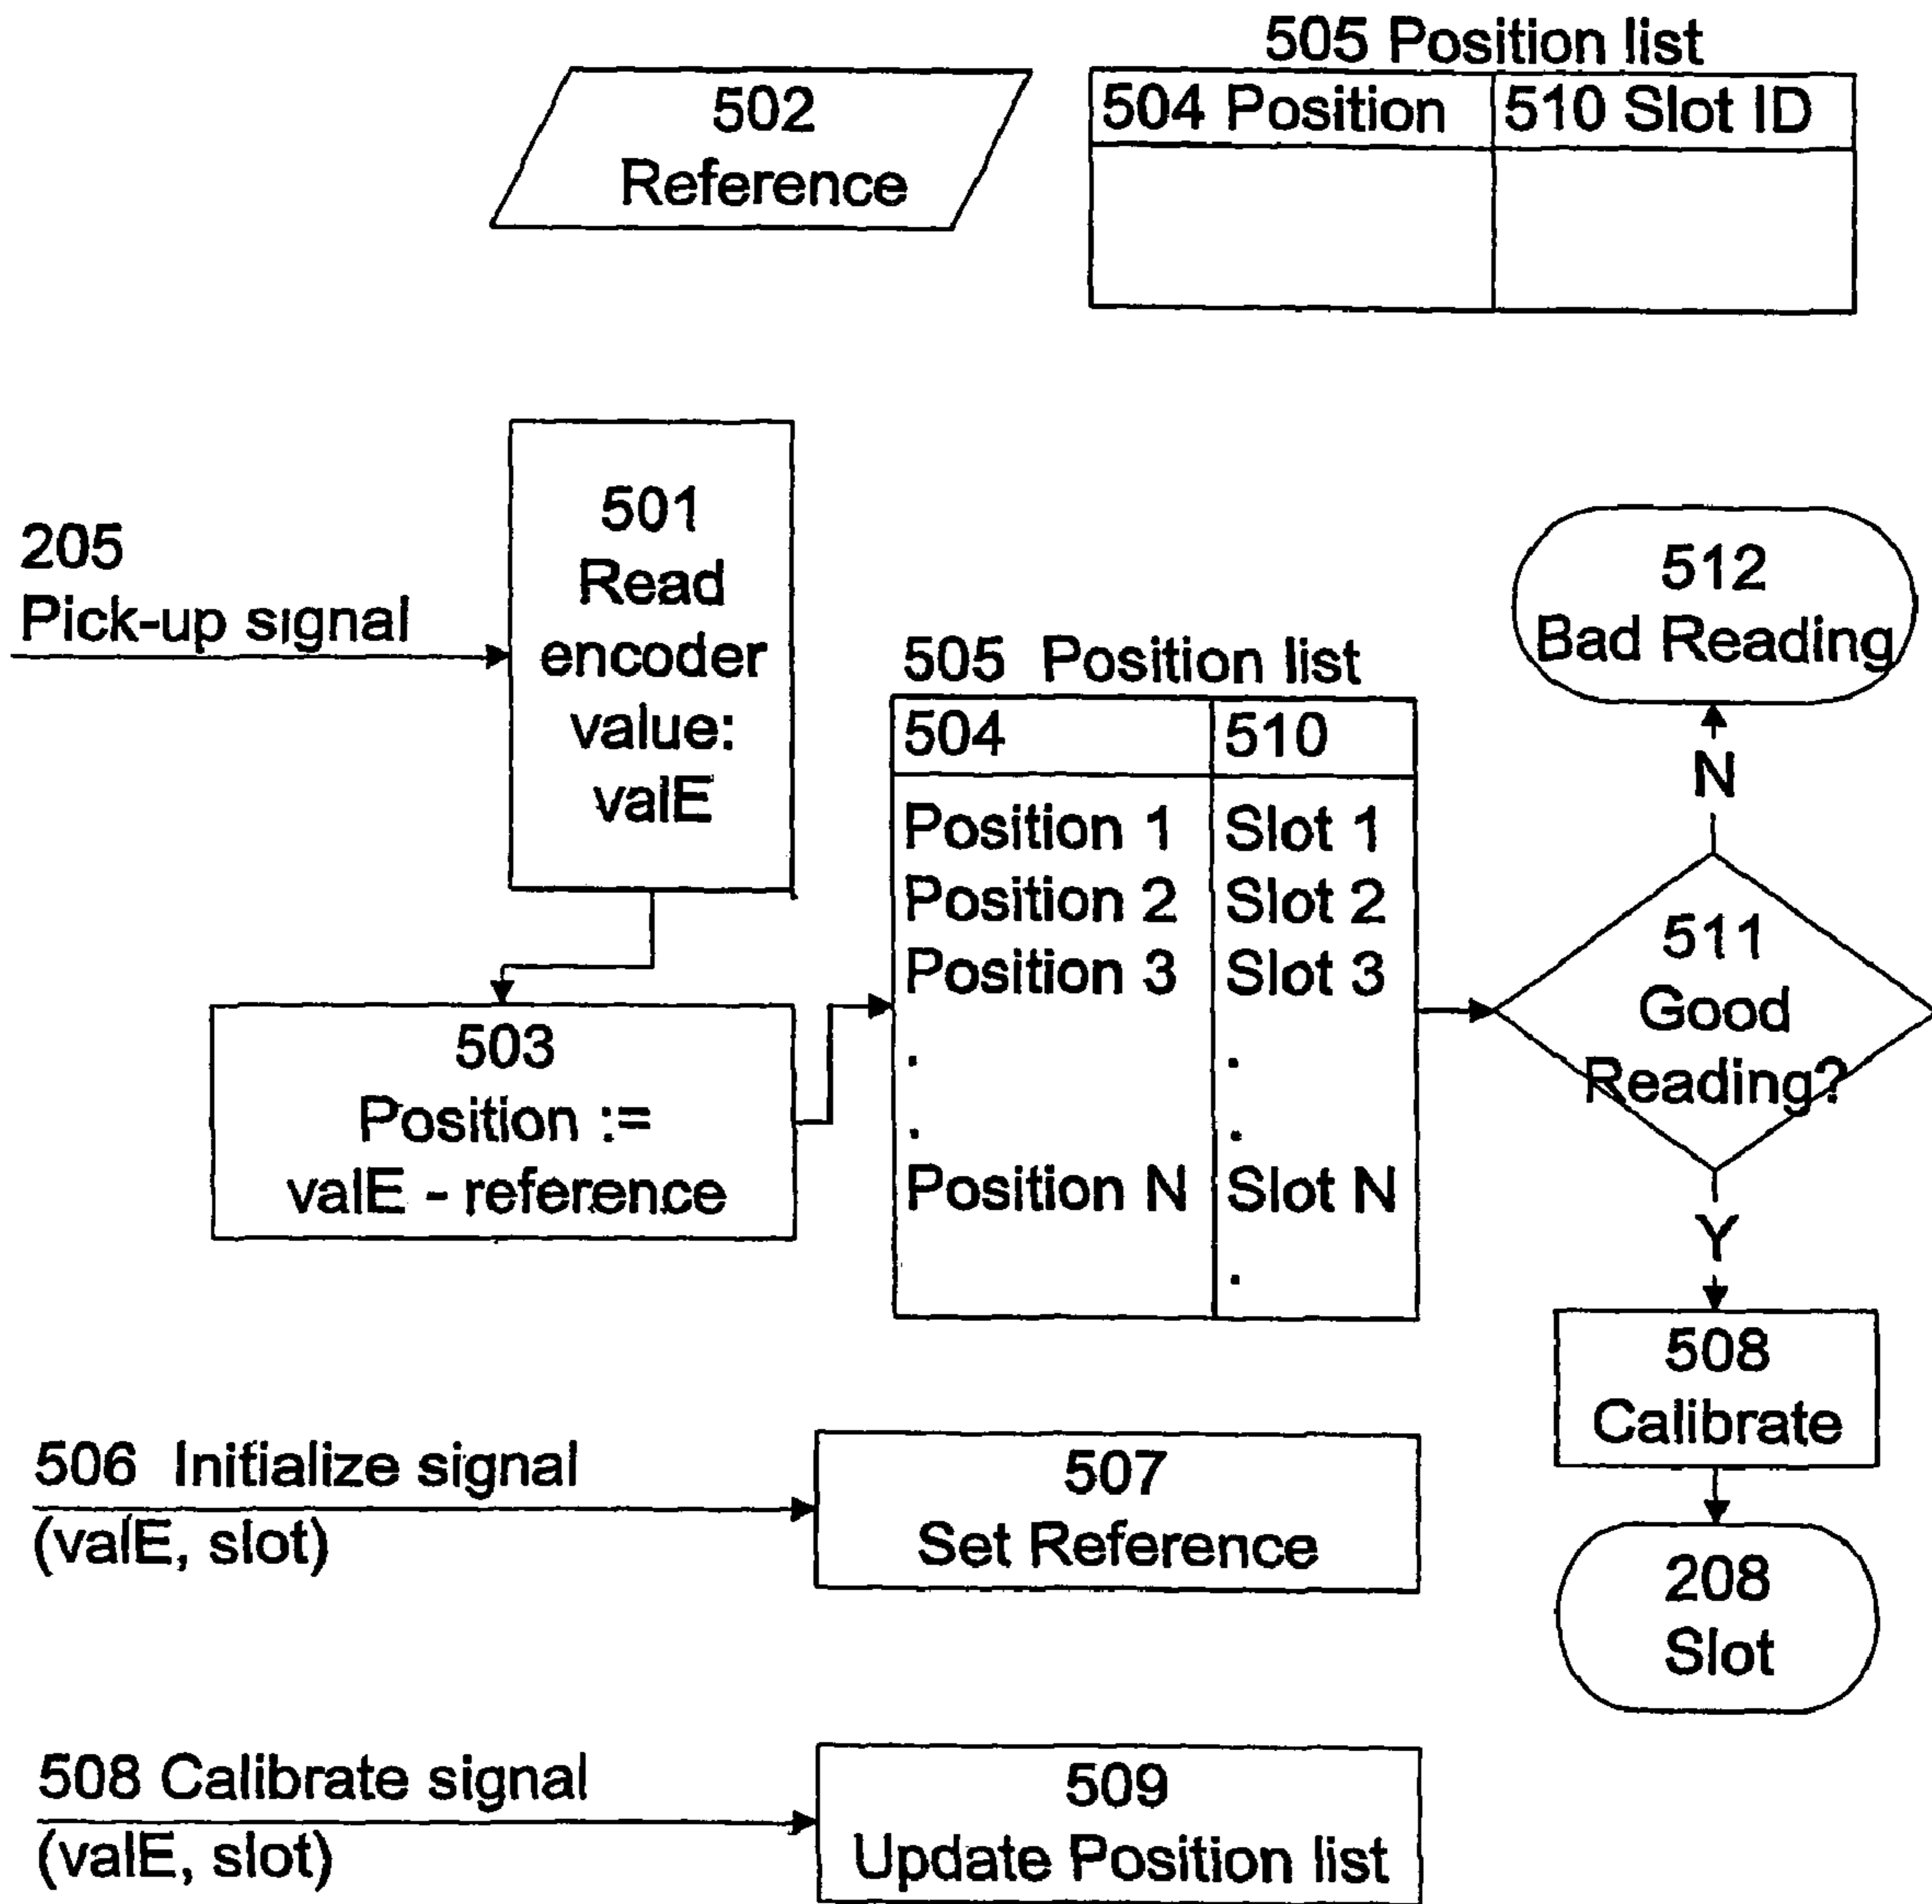 505 Position list
502
Reference
504 Position 510 Slot ID
205
Pick-up signal
501
Read
encoder
value:
valE
503
Position :=
valE - reference
505 Position list
504 510
Position 1 Slot 1
Position 2 Slot 2
Position 3 Slot 3
. .
. .
Position N Slot N
.
512
Bad Reading
N
511
Good
Reading?
Y
508
Calibrate
208
Slot
506 Initialize signal
(valE, slot)
507
Set Reference
508 Calibrate signal
(valE, slot)
509
Update Position list